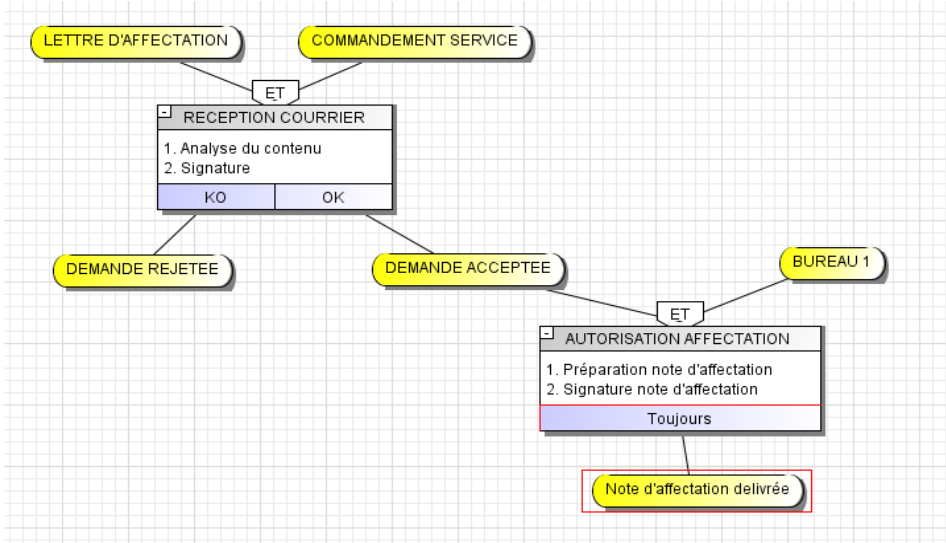 LETTRE D'AFFECTATION
COMMANDEMENT SERVICE
ET
- RECEPTION COURRIER
1. Analyse du contenu
2. Signature
KO
OK
DEMANDE REJETEE
DEMANDE ACCEPTEE
BUREAU 1
ET
- AUTORISATION AFFECTATION
1. Préparation note d'affectation
2. Signature note d'affectation
Toujours
Note d'affectation delivrée